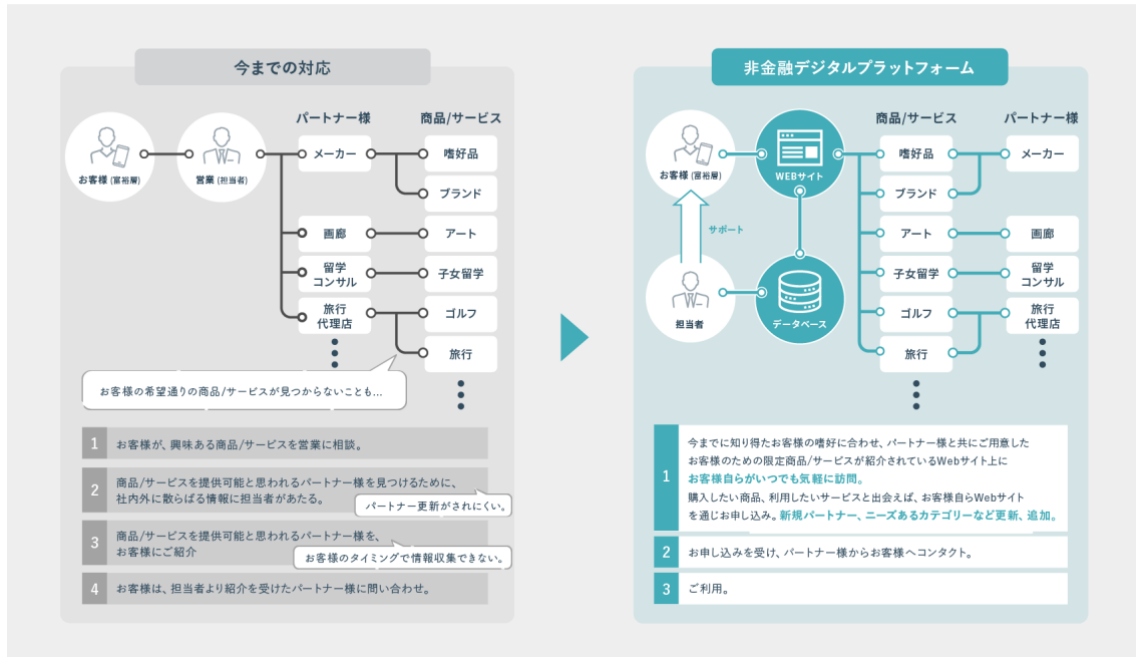 今までの対応
パートナー様
商品/サービス
お客様 (富裕層)
営業 (担当者)
メーカー
嗜好品
ブランド
画廊
アート
留学
コンサル
子女留学
旅行
代理店
ゴルフ
旅行
お客様の希望通りの商品/サービスが見つからないことも...
1
お客様が、興味ある商品/サービスを営業に相談。
2
商品/サービスを提供可能と思われるパートナー様を見つけるために、
社内外に散らばる情報に担当者があたる。
パートナー更新がされにくい。
3
商品/サービスを提供可能と思われるパートナー様を、
お客様にご紹介
お客様のタイミングで情報収集できない。
4
お客様は、担当者より紹介を受けたパートナー様に問い合わせ。
非金融デジタルプラットフォーム
商品/サービス
パートナー様
お客様 (富裕層)
WEBサイト
嗜好品
メーカー
ブランド
サポート
アート
画廊
子女留学
留学
コンサル
担当者
データベース
ゴルフ
旅行
代理店
旅行
1
今までに知り得たお客様の嗜好に合わせ、パートナー様と共にご用意した
お客様のための限定商品/サービスが紹介されているWebサイト上に
お客様自らがいつでも気軽に訪問。
購入したい商品、利用したいサービスと出会えば、お客様自らWebサイト
を通じお申し込み。新規パートナー、ニーズあるカテゴリーなど更新、追加。
2
お申し込みを受け、パートナー様からお客様へコンタクト。
3
ご利用。